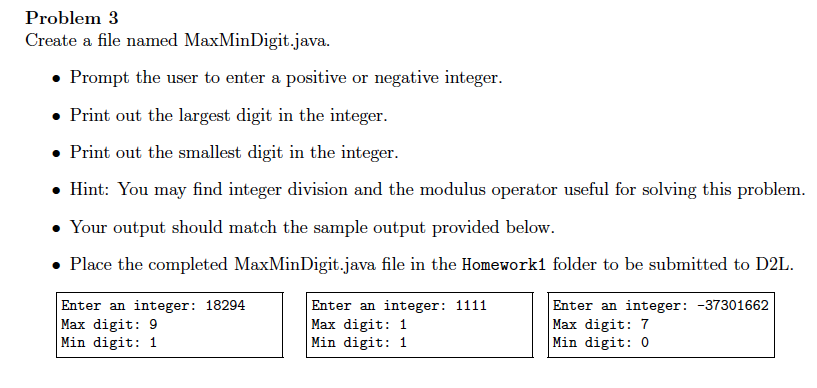 Problem 3
Create a file named MaxMinDigit.java.
• Prompt the user to enter a positive or negative integer.
• Print out the largest digit in the integer.
• Print out the smallest digit in the integer.
• Hint: You may find integer division and the modulus operator useful for solving this problem.
• Your output should match the sample output provided below.
• Place the completed MaxMinDigit.java file in the Homework1 folder to be submitted to D2L.
Enter an integer: 18294
Max digit: 9
Min digit: 1
Enter an integer: 1111
Max digit: 1
Min digit: 1
Enter an integer: -37301662
Max digit: 7
Min digit: 0